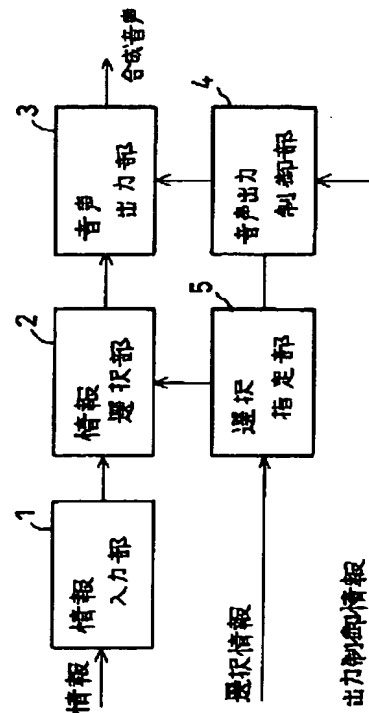 情報
1
情報
入力部
2
情報
選択部
3
音声
出力部
合成音声
選択情報
5
選択
指定部
4
音声出力
制御部
出力制御情報